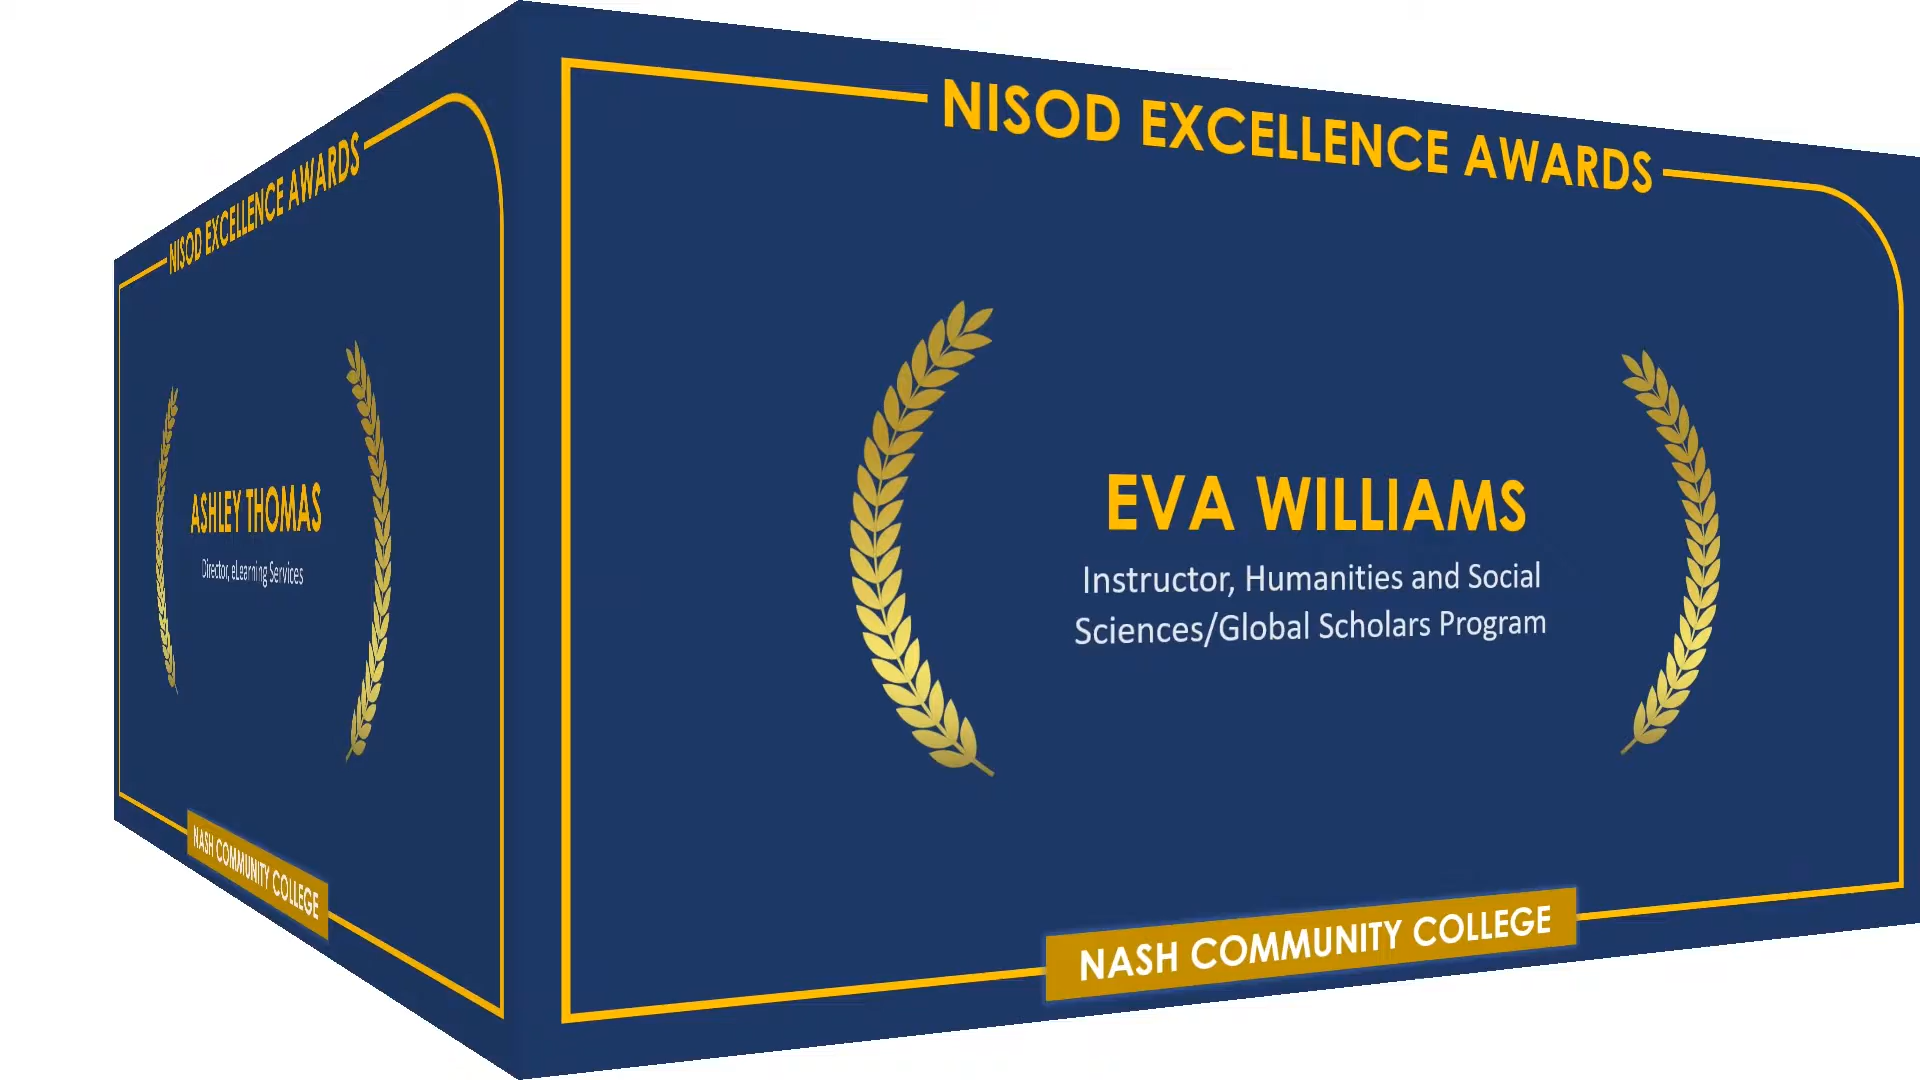 NISOD EXCELLENCE AWARDS
ASHLEY THOMAS
Director, eLearning Services
NASH COMMUNITY COLLEGE
NISOD EXCELLENCE AWARDS
EVA WILLIAMS
Instructor, Humanities and Social
Sciences/Global Scholars Program
NASH COMMUNITY COLLEGE